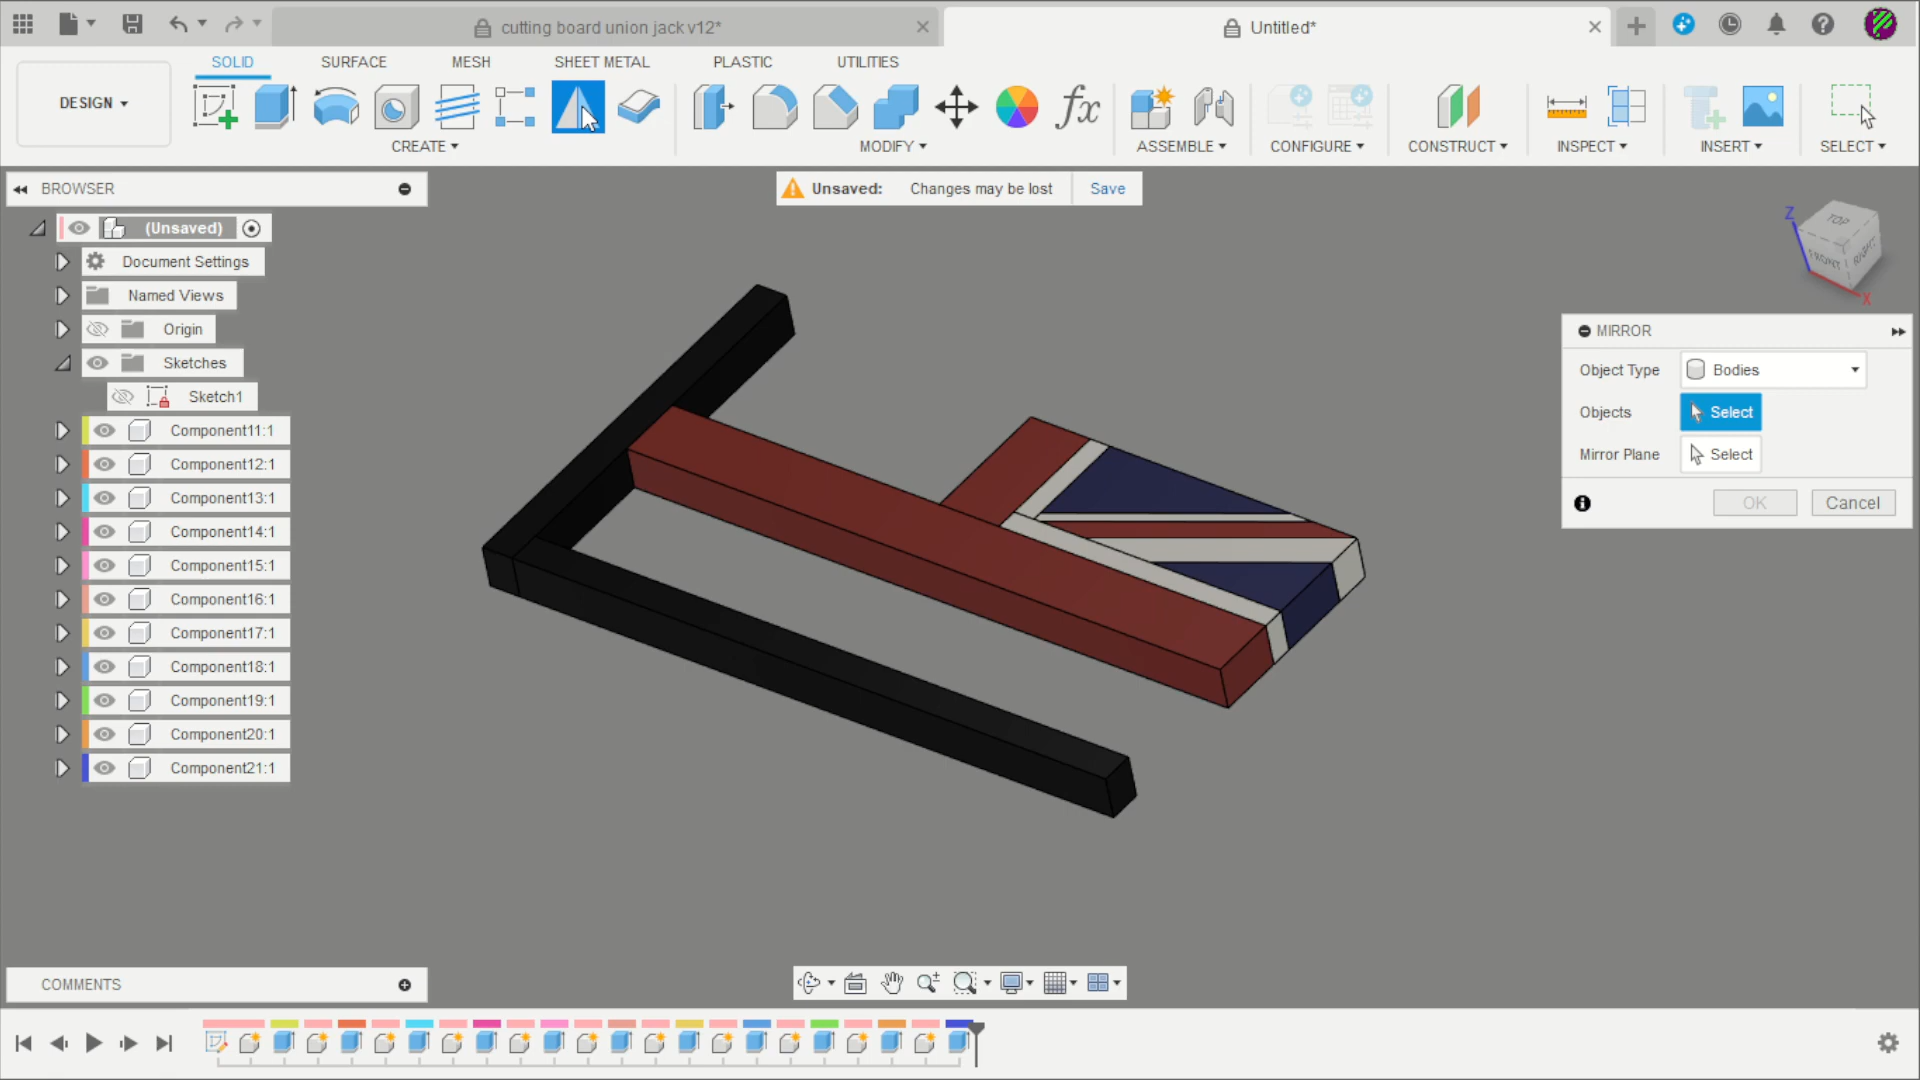 cutting board union jack v12*
Untitled*
DESIGN
SOLID
SURFACE
MESH
SHEET METAL
PLASTIC
UTILITIES
CREATE
MODIFY
ASSEMBLE
CONFIGURE
CONSTRUCT
INSPECT
INSERT
SELECT
BROWSER
Unsaved: Changes may be lost Save
(Unsaved)
Document Settings
Named Views
Origin
Sketches
Sketch1
Component11:1
Component12:1
Component13:1
Component14:1
Component15:1
Component16:1
Component17:1
Component18:1
Component19:1
Component20:1
Component21:1
Z
TOP
FRONT
RIGHT
X
MIRROR
Object Type Bodies
Objects Select
Mirror Plane Select
OK Cancel
COMMENTS